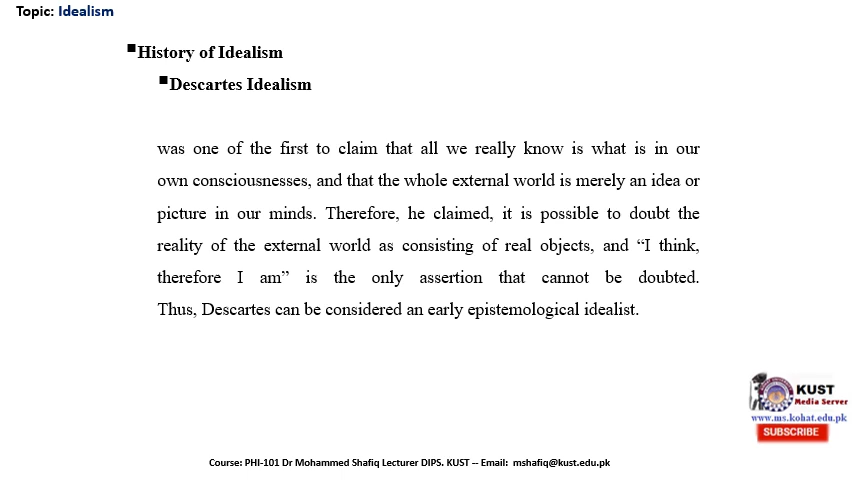 Topic: Idealism
▪History of Idealism
▪Descartes Idealism
was one of the first to claim that all we really know is what is in our
own consciousnesses, and that the whole external world is merely an idea or
picture in our minds. Therefore, he claimed, it is possible to doubt the
reality of the external world as consisting of real objects, and “I think,
therefore I am” is the only assertion that cannot be doubted.
Thus, Descartes can be considered an early epistemological idealist.
KUST
Media Server
www.ms.kohat.edu.pk
SUBSCRIBE
Course: PHI-101 Dr Mohammed Shafiq Lecturer DIPS. KUST -- Email: mshafiq@kust.edu.pk